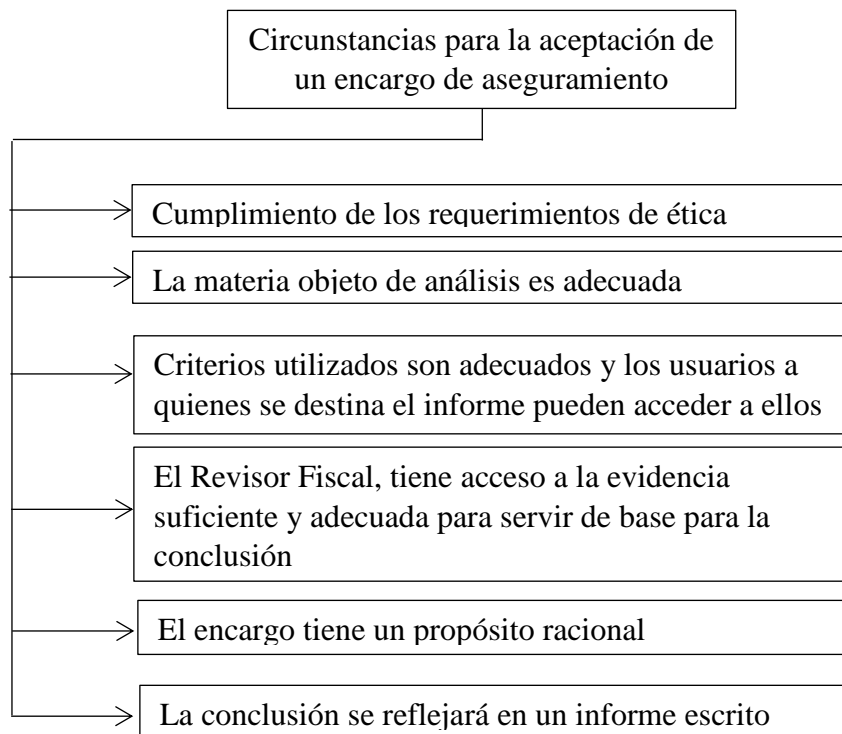 Circunstancias para la aceptación de
un encargo de aseguramiento
Cumplimiento de los requerimientos de ética
La materia objeto de análisis es adecuada
Criterios utilizados son adecuados y los usuarios a
quienes se destina el informe pueden acceder a ellos
El Revisor Fiscal, tiene acceso a la evidencia
suficiente y adecuada para servir de base para la
conclusión
El encargo tiene un propósito racional
La conclusión se reflejará en un informe escrito